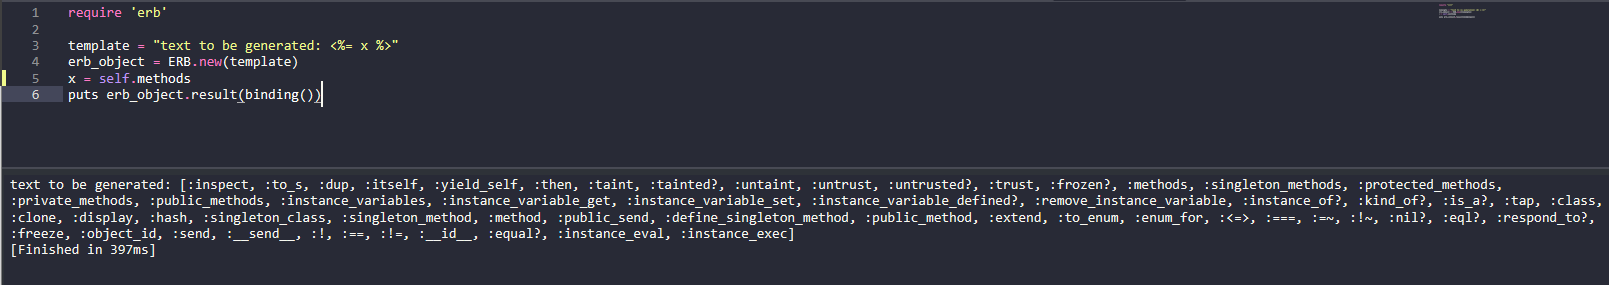 1 require 'erb'
2
3 template = "text to be generated: <%= x %>"
4 erb_object = ERB.new(template)
5 x = self.methods
6 puts erb_object.result(binding())
text to be generated: [:inspect, :to_s, :dup, :itself, :yield_self, :then, :taint, :tainted?, :untaint, :untrust, :untrusted?, :trust, :frozen?, :methods, :singleton_methods, :protected_methods,
:private_methods, :public_methods, :instance_variables, :instance_variable_get, :instance_variable_set, :instance_variable_defined?, :remove_instance_variable, :instance_of?, :kind_of?, :is_a?, :tap, :class,
:clone, :display, :hash, :singleton_class, :singleton_method, :method, :public_send, :define_singleton_method, :public_method, :extend, :to_enum, :enum_for, :<=>, :===, :=~, :!~, :nil?, :eql?, :respond_to?,
:freeze, :object_id, :send, :__send__, :!, :==, :!=, :__id__, :equal?, :instance_eval, :instance_exec]
[Finished in 397ms]